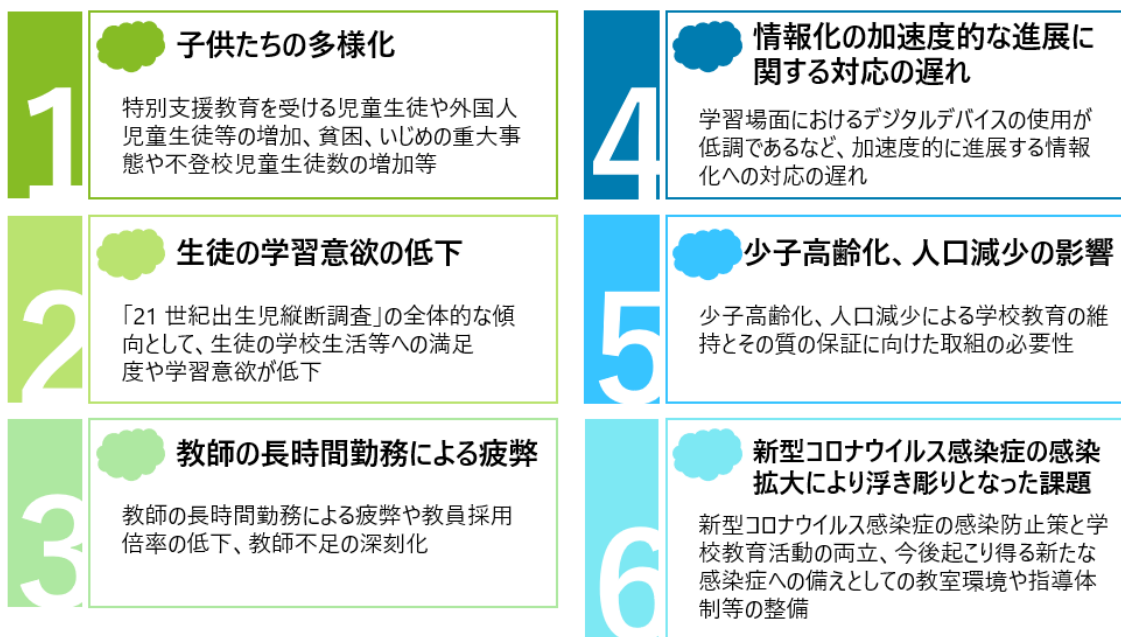 1
子供たちの多様化
特別支援教育を受ける児童生徒や外国人
児童生徒等の増加、貧困、いじめの重大事
態や不登校児童生徒数の増加等
2
生徒の学習意欲の低下
「21 世紀出生児縦断調査」の全体的な傾
向として、生徒の学校生活等への満足
度や学習意欲が低下
3
教師の長時間勤務による疲弊
教師の長時間勤務による疲弊や教員採用
倍率の低下、教師不足の深刻化
4
情報化の加速度的な進展に
関する対応の遅れ
学習場面におけるデジタルデバイスの使用が
低調であるなど、加速度的に進展する情報
化への対応の遅れ
5
少子高齢化、人口減少の影響
少子高齢化、人口減少による学校教育の維
持とその質の保証に向けた取組の必要性
6
新型コロナウイルス感染症の感染
拡大により浮き彫りとなった課題
新型コロナウイルス感染症の感染防止策と学
校教育活動の両立、今後起こり得る新たな
感染症への備えとしての教室環境や指導体
制等の整備